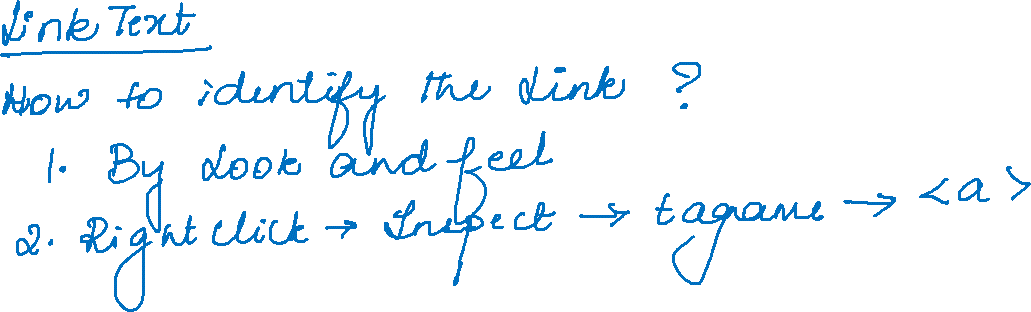 Link Text
How to identify the Link ?
1. By Look and feel
2. Right click → Inspect → tagname → <a>